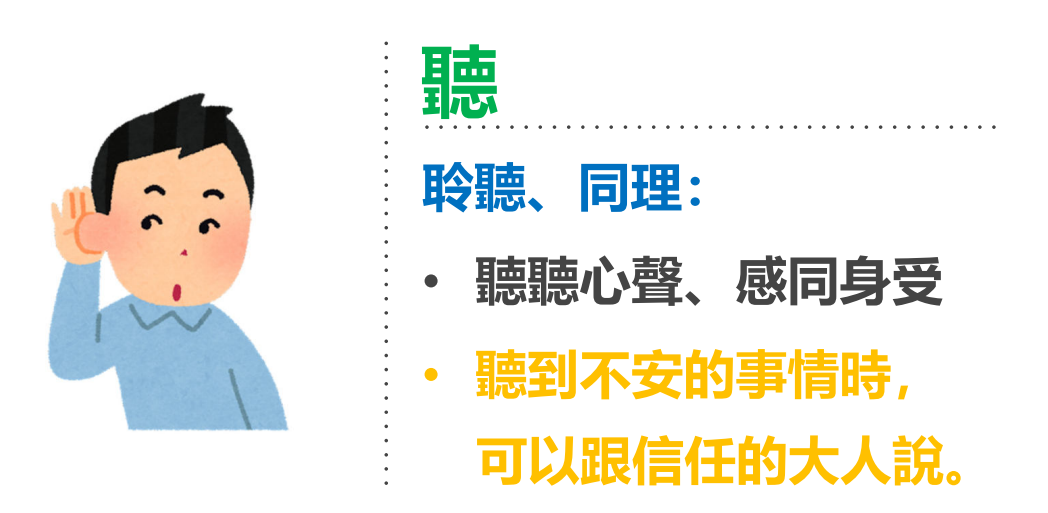 聽
聆聽、同理：
• 聽聽心聲、感同身受
• 聽到不安的事情時，
可以跟信任的大人說。